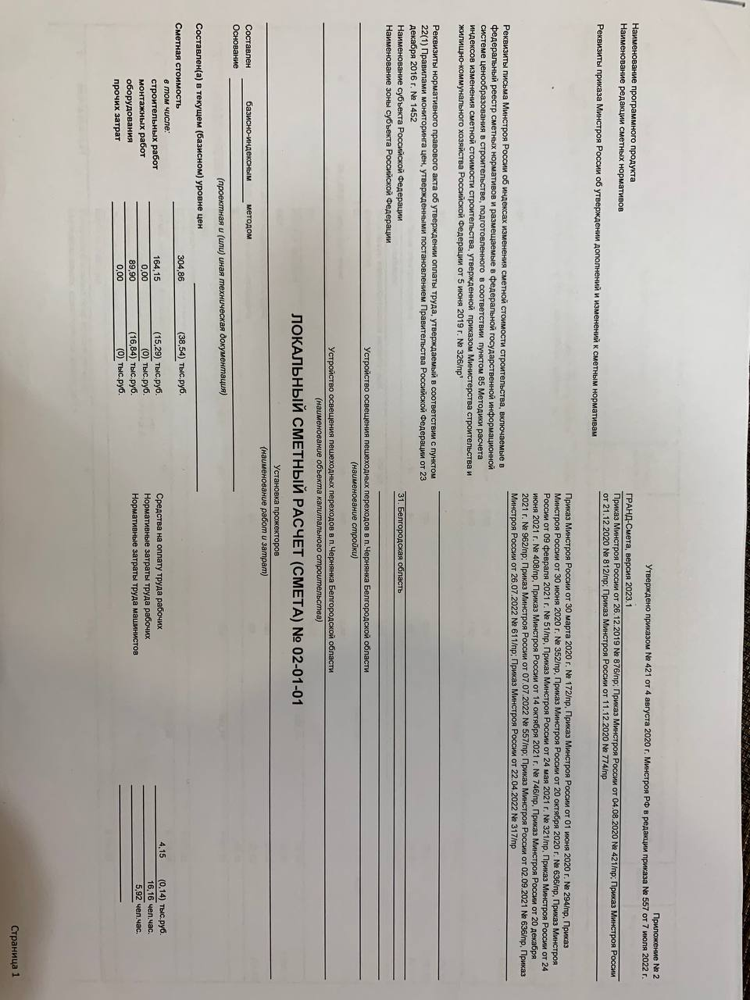 Приложение № 2
Утверждено приказом № 421 от 4 августа 2020 г. Минстроя РФ в редакции приказа № 557 от 7 июля 2022 г.
Наименование программного продукта
ГРАНД-Смета, версия 2023.1
Наименование редакции сметных нормативов
Приказ Минстроя России от 26.12.2019 № 876/пр; Приказ Минстроя России от 04.08.2020 № 421/пр; Приказ Минстроя России
от 21.12.2020 № 812/пр; Приказ Минстроя России от 11.12.2020 № 774/пр
Реквизиты приказа Минстроя России об утверждении дополнений и изменений к сметным нормативам
Приказ Минстроя России от 30 марта 2020 г. № 172/пр, Приказ Минстроя России от 01 июня 2020 г. № 294/пр, Приказ
Минстроя России от 30 июня 2020 г. № 352/пр, Приказ Минстроя России от 20 октября 2020 г. № 636/пр, Приказ Минстроя
России от 09 февраля 2021 г. № 51/пр, Приказ Минстроя России от 24 мая 2021 г. № 321/пр, Приказ Минстроя России от 24
июня 2021 г. № 408/пр, Приказ Минстроя России от 14 октября 2021 г. № 746/пр, Приказ Минстроя России от 20 декабря
2021 г. № 962/пр; Приказ Минстроя России от 07.07.2022 № 557/пр; Приказ Минстроя России от 02.09.2021 № 636/пр, Приказ
Минстроя России от 26.07.2022 № 611/пр; Приказ Минстроя России от 22.04.2022 № 317/пр
Реквизиты письма Минстроя России об индексах изменения сметной стоимости строительства, включаемые в
федеральный реестр сметных нормативов и размещаемые в федеральной государственной информационной
системе ценообразования в строительстве, подготовленного в соответствии пунктом 85 Методики расчета
индексов изменения сметной стоимости строительства, утвержденной приказом Министерства строительства и
жилищно-коммунального хозяйства Российской Федерации от 5 июня 2019 г. № 326/пр¹
Реквизиты нормативного правового акта об утверждении оплаты труда, утверждаемый в соответствии с пунктом
22(1) Правилами мониторинга цен, утвержденными постановлением Правительства Российской Федерации от 23
декабря 2016 г. № 1452
Наименование субъекта Российской Федерации
31. Белгородская область
Наименование зоны субъекта Российской Федерации
Устройство освещения пешеходных переходов в п.Чернянка Белгородской области
(наименование стройки)
Устройство освещения пешеходных переходов в п.Чернянка Белгородской области
(наименование объекта капитального строительства)
ЛОКАЛЬНЫЙ СМЕТНЫЙ РАСЧЕТ (СМЕТА) № 02-01-01
Установка прожекторов
(наименование работ и затрат)
Составлен базисно-индексным методом
Основание
(проектная и (или) иная техническая документация)
Составлен(а) в текущем (базисном) уровне цен
Сметная стоимость 304,86 (38,54) тыс.руб.
в том числе:
строительных работ 164,15 (15,29) тыс.руб. Средства на оплату труда рабочих 4,15 (0,14) тыс.руб.
монтажных работ 0,00 (0) тыс.руб. Нормативные затраты труда рабочих 16,16 чел.час.
оборудования 89,90 (16,84) тыс.руб. Нормативные затраты труда машинистов 5,92 чел.час.
прочих затрат 0,00 (0) тыс.руб.
Страница 1